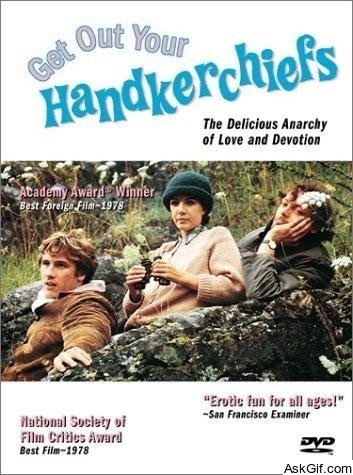 Get Out Your
Handkerchiefs
The Delicious Anarchy
of Love and Devotion
Academy Award® Winner
Best Foreign Film~1978
"Erotic fun for all ages!"
~San Francisco Examiner
National Society of
Film Critics Award
Best Film~1978
DVD
AskGif.com